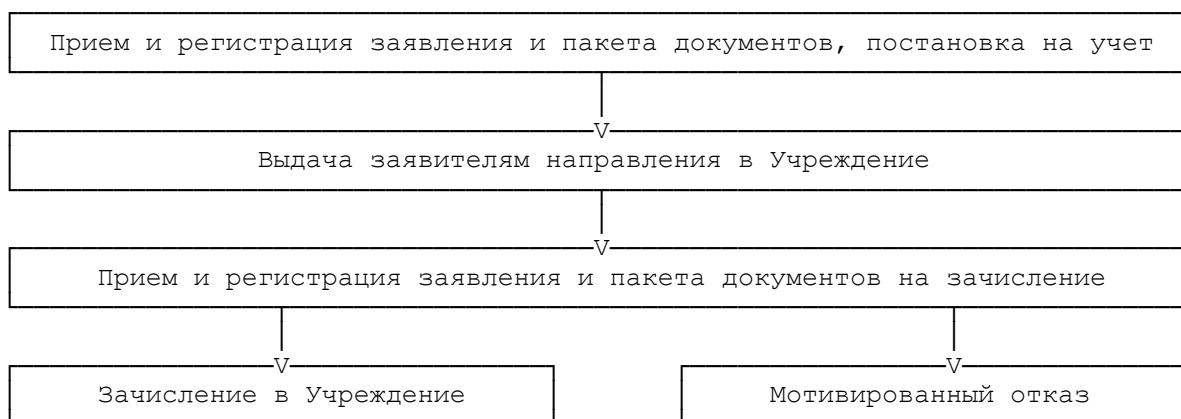 Прием и регистрация заявления и пакета документов, постановка на учет
V
Выдача заявителям направления в Учреждение
V
Прием и регистрация заявления и пакета документов на зачисление
V V
Зачисление в Учреждение Мотивированный отказ